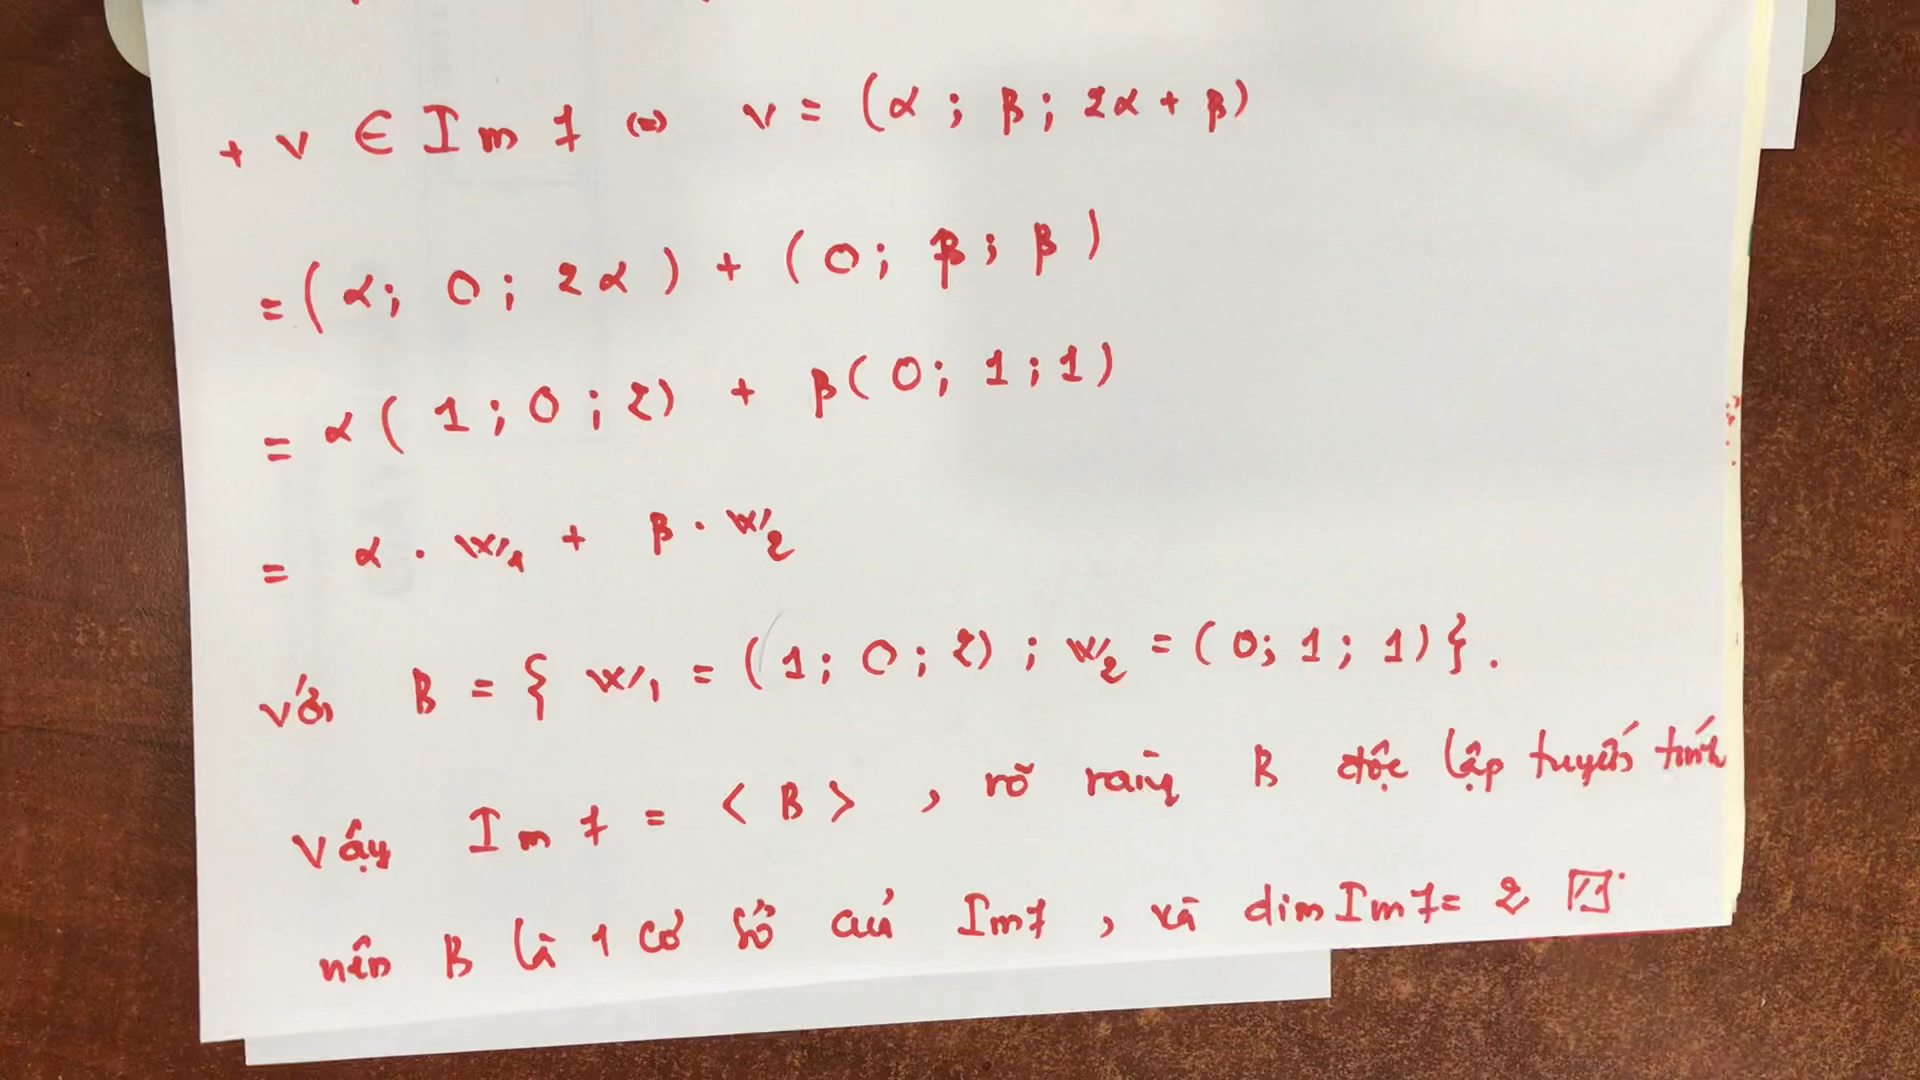 + v ∈ Im f ⇔ v = (α ; β ; 2α + β)
= (α ; 0 ; 2α) + (0 ; β ; β)
= α (1 ; 0 ; 2) + β (0 ; 1 ; 1)
= α . w₁ + β . w₂
với B = { w₁ = (1 ; 0 ; 2) ; w₂ = (0 ; 1 ; 1) }.
Vậy Im f = < B > , rõ ràng B độc lập tuyến tính
nên B là 1 cơ sở của Im f , và dim Im f = 2